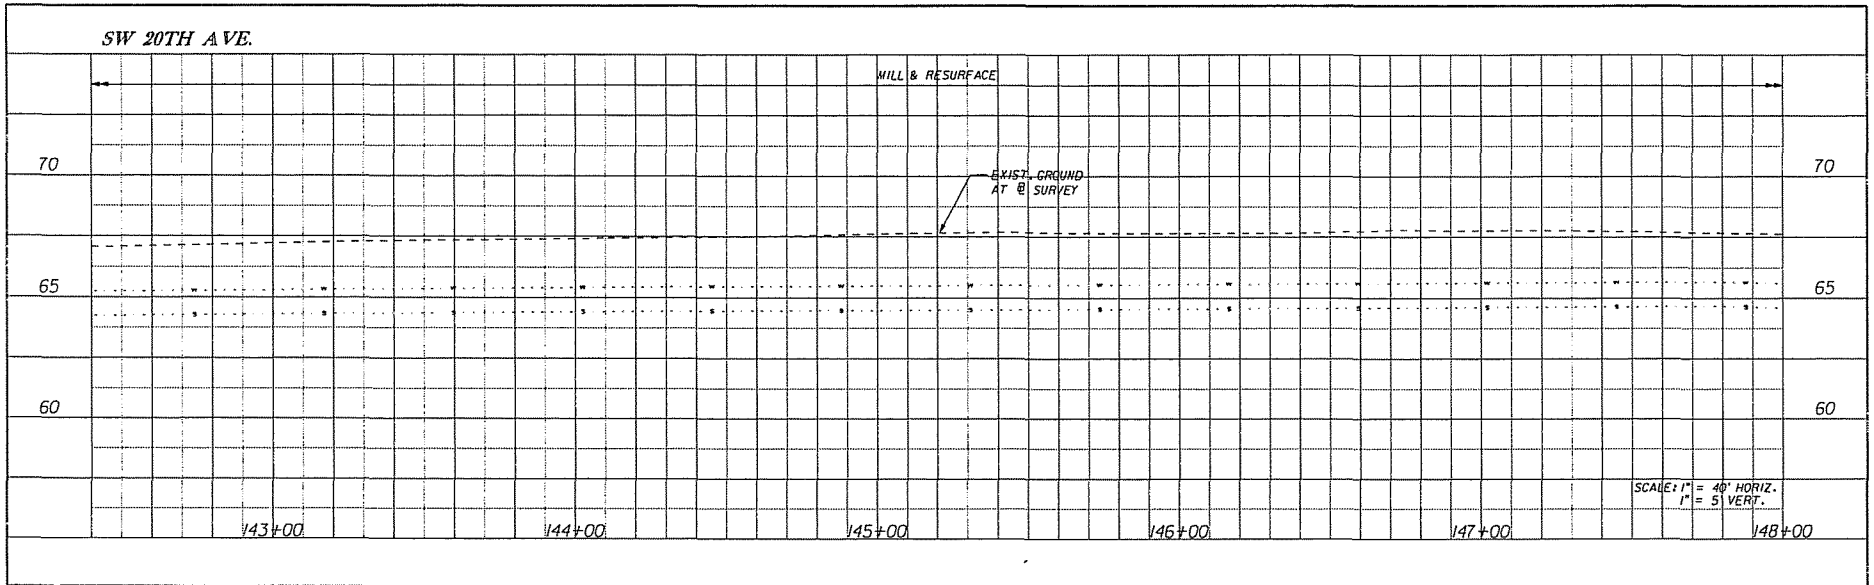 SW 20TH AVE.
MILL & RESURFACE
70
70
EXIST. GROUND
AT ℄ SURVEY
65
65
w w w w w w w w w w w w w
s s s s s s s s s s s s s
60
60
SCALE: 1" = 40' HORIZ.
1" = 5' VERT.
143+00 144+00 145+00 146+00 147+00 148+00